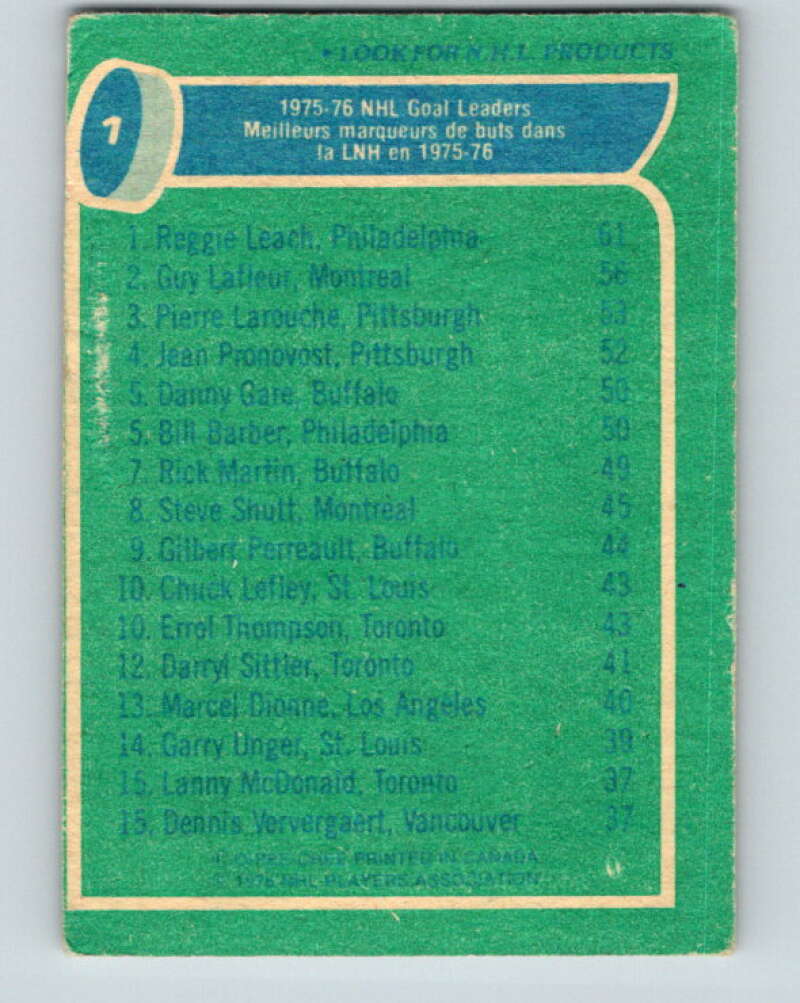 LOOK FOR N.H.L. PRODUCTS
1
1975-76 NHL Goal Leaders
Meilleurs marqueurs de buts dans
la LNH en 1975-76
1. Reggie Leach, Philadelphia 61
2. Guy Lafleur, Montreal 56
3. Pierre Larouche, Pittsburgh 53
4. Jean Pronovost, Pittsburgh 52
5. Danny Gare, Buffalo 50
5. Bill Barber, Philadelphia 50
7. Rick Martin, Buffalo 49
8. Steve Shutt, Montreal 45
9. Gilbert Perreault, Buffalo 44
10. Chuck Lefley, St. Louis 43
10. Errol Thompson, Toronto 43
12. Darryl Sittler, Toronto 41
13. Marcel Dionne, Los Angeles 40
14. Garry Unger, St. Louis 39
15. Lanny McDonald, Toronto 37
15. Dennis Ververgaert, Vancouver 37
O-PEE-CHEE PRINTED IN CANADA
1976 NHL PLAYERS ASSOCIATION